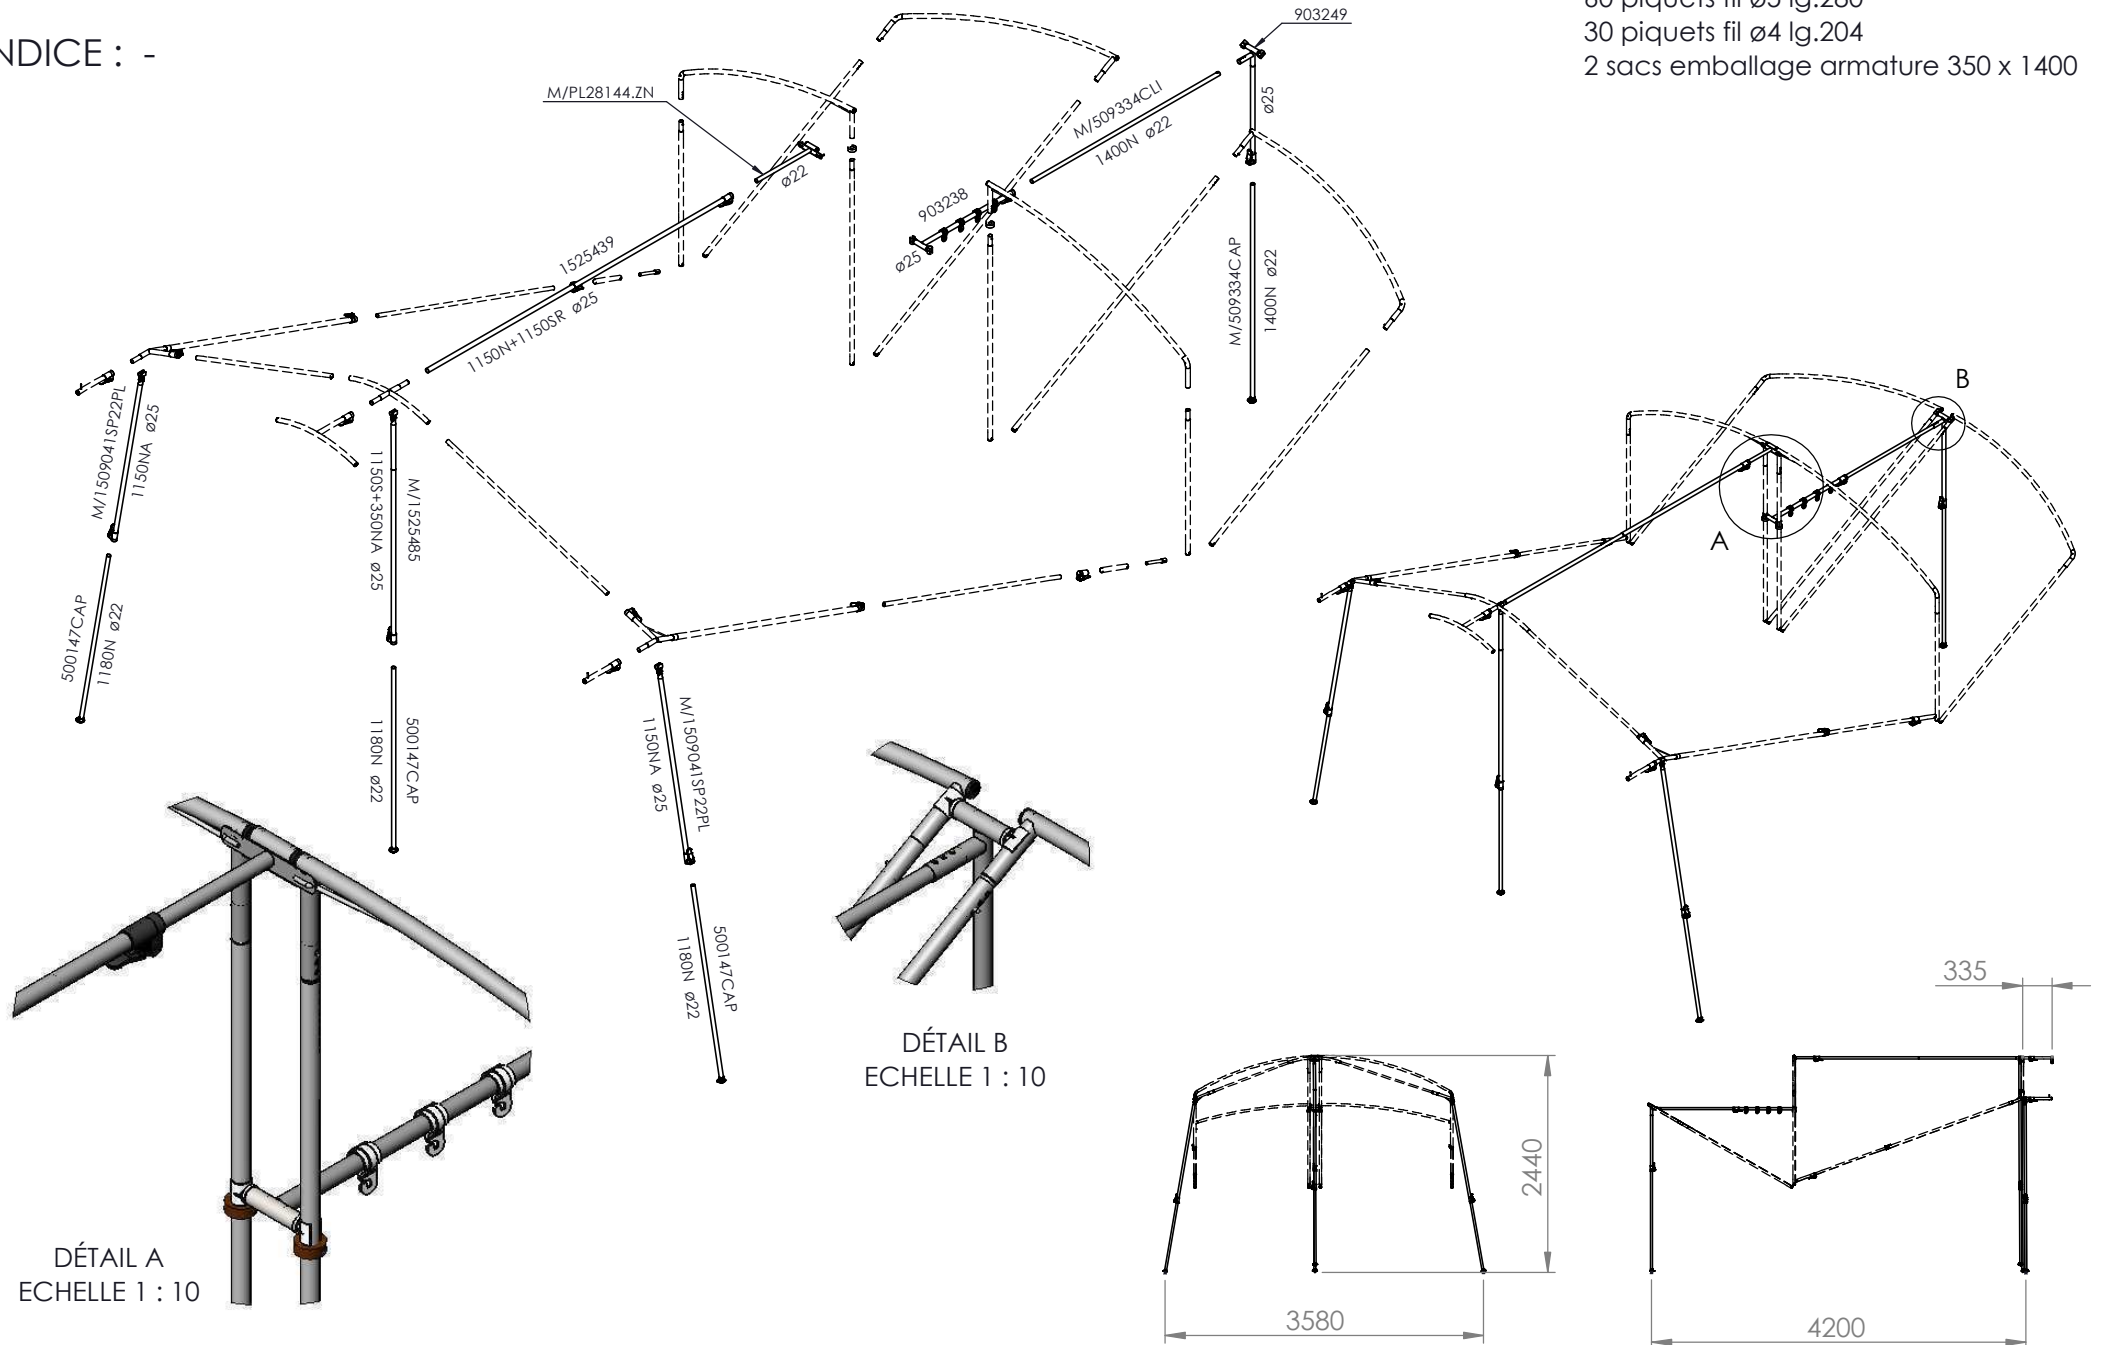 NDICE : -
30 piquets fil ø4 lg.204
2 sacs emballage armature 350 x 1400
903249
M/PL28144.ZN
ø22
M/509334CLI
1400N ø22
ø25
903238
ø25
1525439
1150N+1150SR ø25
M/509334CAP
1400N ø22
M/1509041SP22PL
1150NA ø25
M/1525485
1150S+350NA ø25
500147CAP
1180N ø22
500147CAP
1180N ø22
M/1509041SP22PL
1150NA ø25
500147CAP
1180N ø22
A
B
DÉTAIL A
ECHELLE 1 : 10
DÉTAIL B
ECHELLE 1 : 10
335
2440
3580
4200